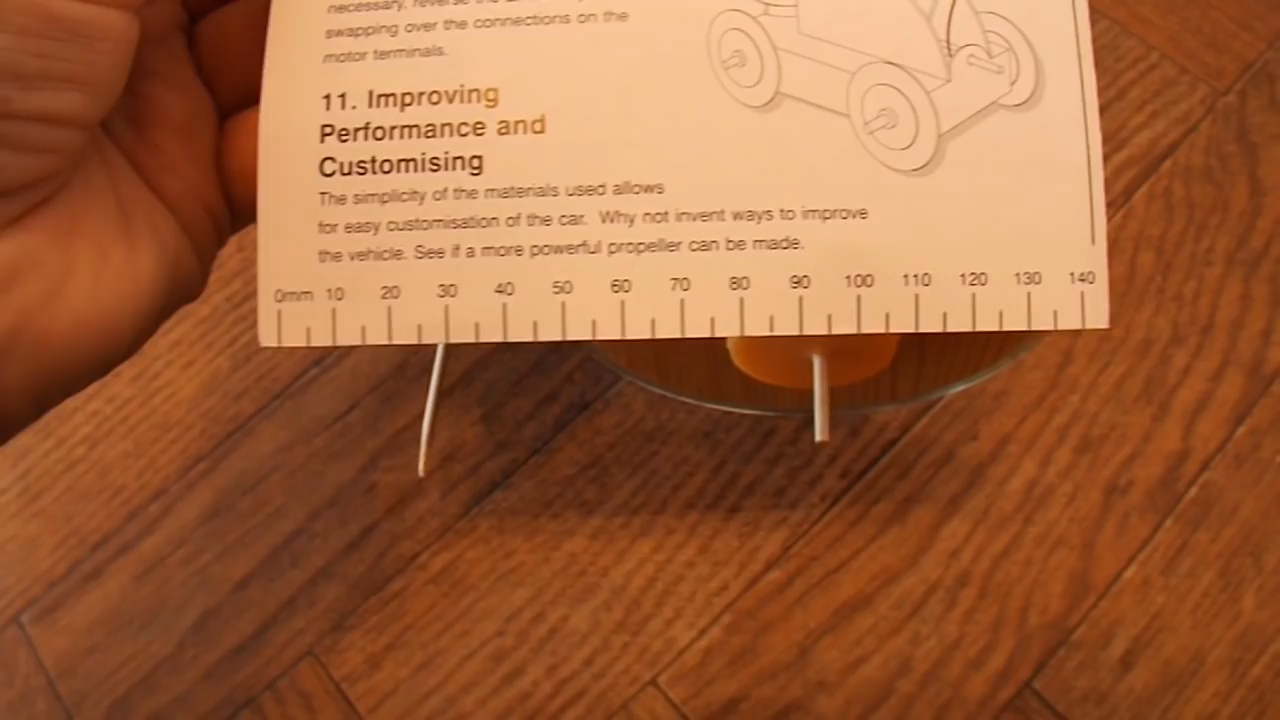 necessary, reverse the
swapping over the connections on the
motor terminals.
11. Improving
Performance and
Customising
The simplicity of the materials used allows
for easy customisation of the car. Why not invent ways to improve
the vehicle. See if a more powerful propeller can be made.
0mm 10 20 30 40 50 60 70 80 90 100 110 120 130 140